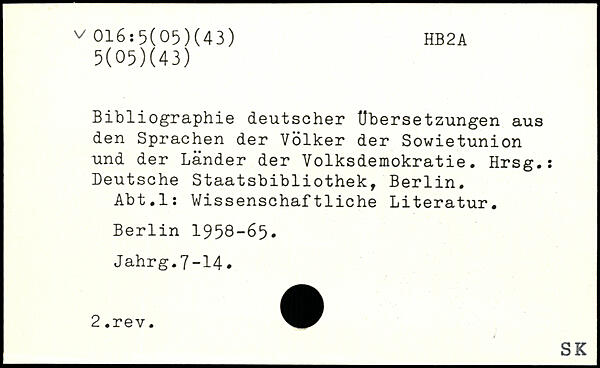 ✓ 016:5(05)(43) HB2A
5(05)(43)
Bibliographie deutscher Übersetzungen aus
den Sprachen der Völker der Sowietunion
und der Länder der Volksdemokratie. Hrsg.:
Deutsche Staatsbibliothek, Berlin.
Abt.1: Wissenschaftliche Literatur.
Berlin 1958-65.
Jahrg.7-14.
2.rev.
SK